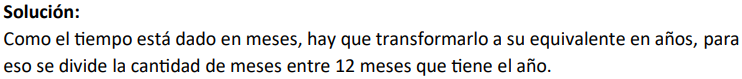 Solución:
Como el tiempo está dado en meses, hay que transformarlo a su equivalente en años, para
eso se divide la cantidad de meses entre 12 meses que tiene el año.